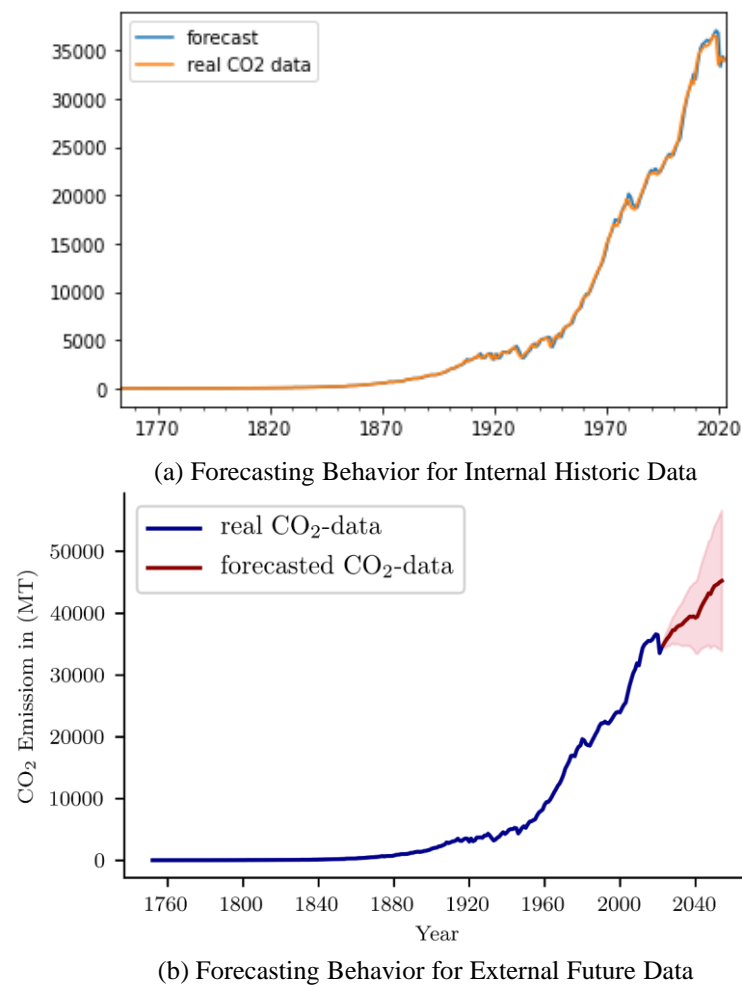 forecast
real CO2 data
35000
30000
25000
20000
15000
10000
5000
0
1770 1820 1870 1920 1970 2020
(a) Forecasting Behavior for Internal Historic Data
real CO₂-data
forecasted CO₂-data
50000
40000
30000
20000
10000
0
CO₂ Emissiom in (MT)
1760 1800 1840 1880 1920 1960 2000 2040
Year
(b) Forecasting Behavior for External Future Data